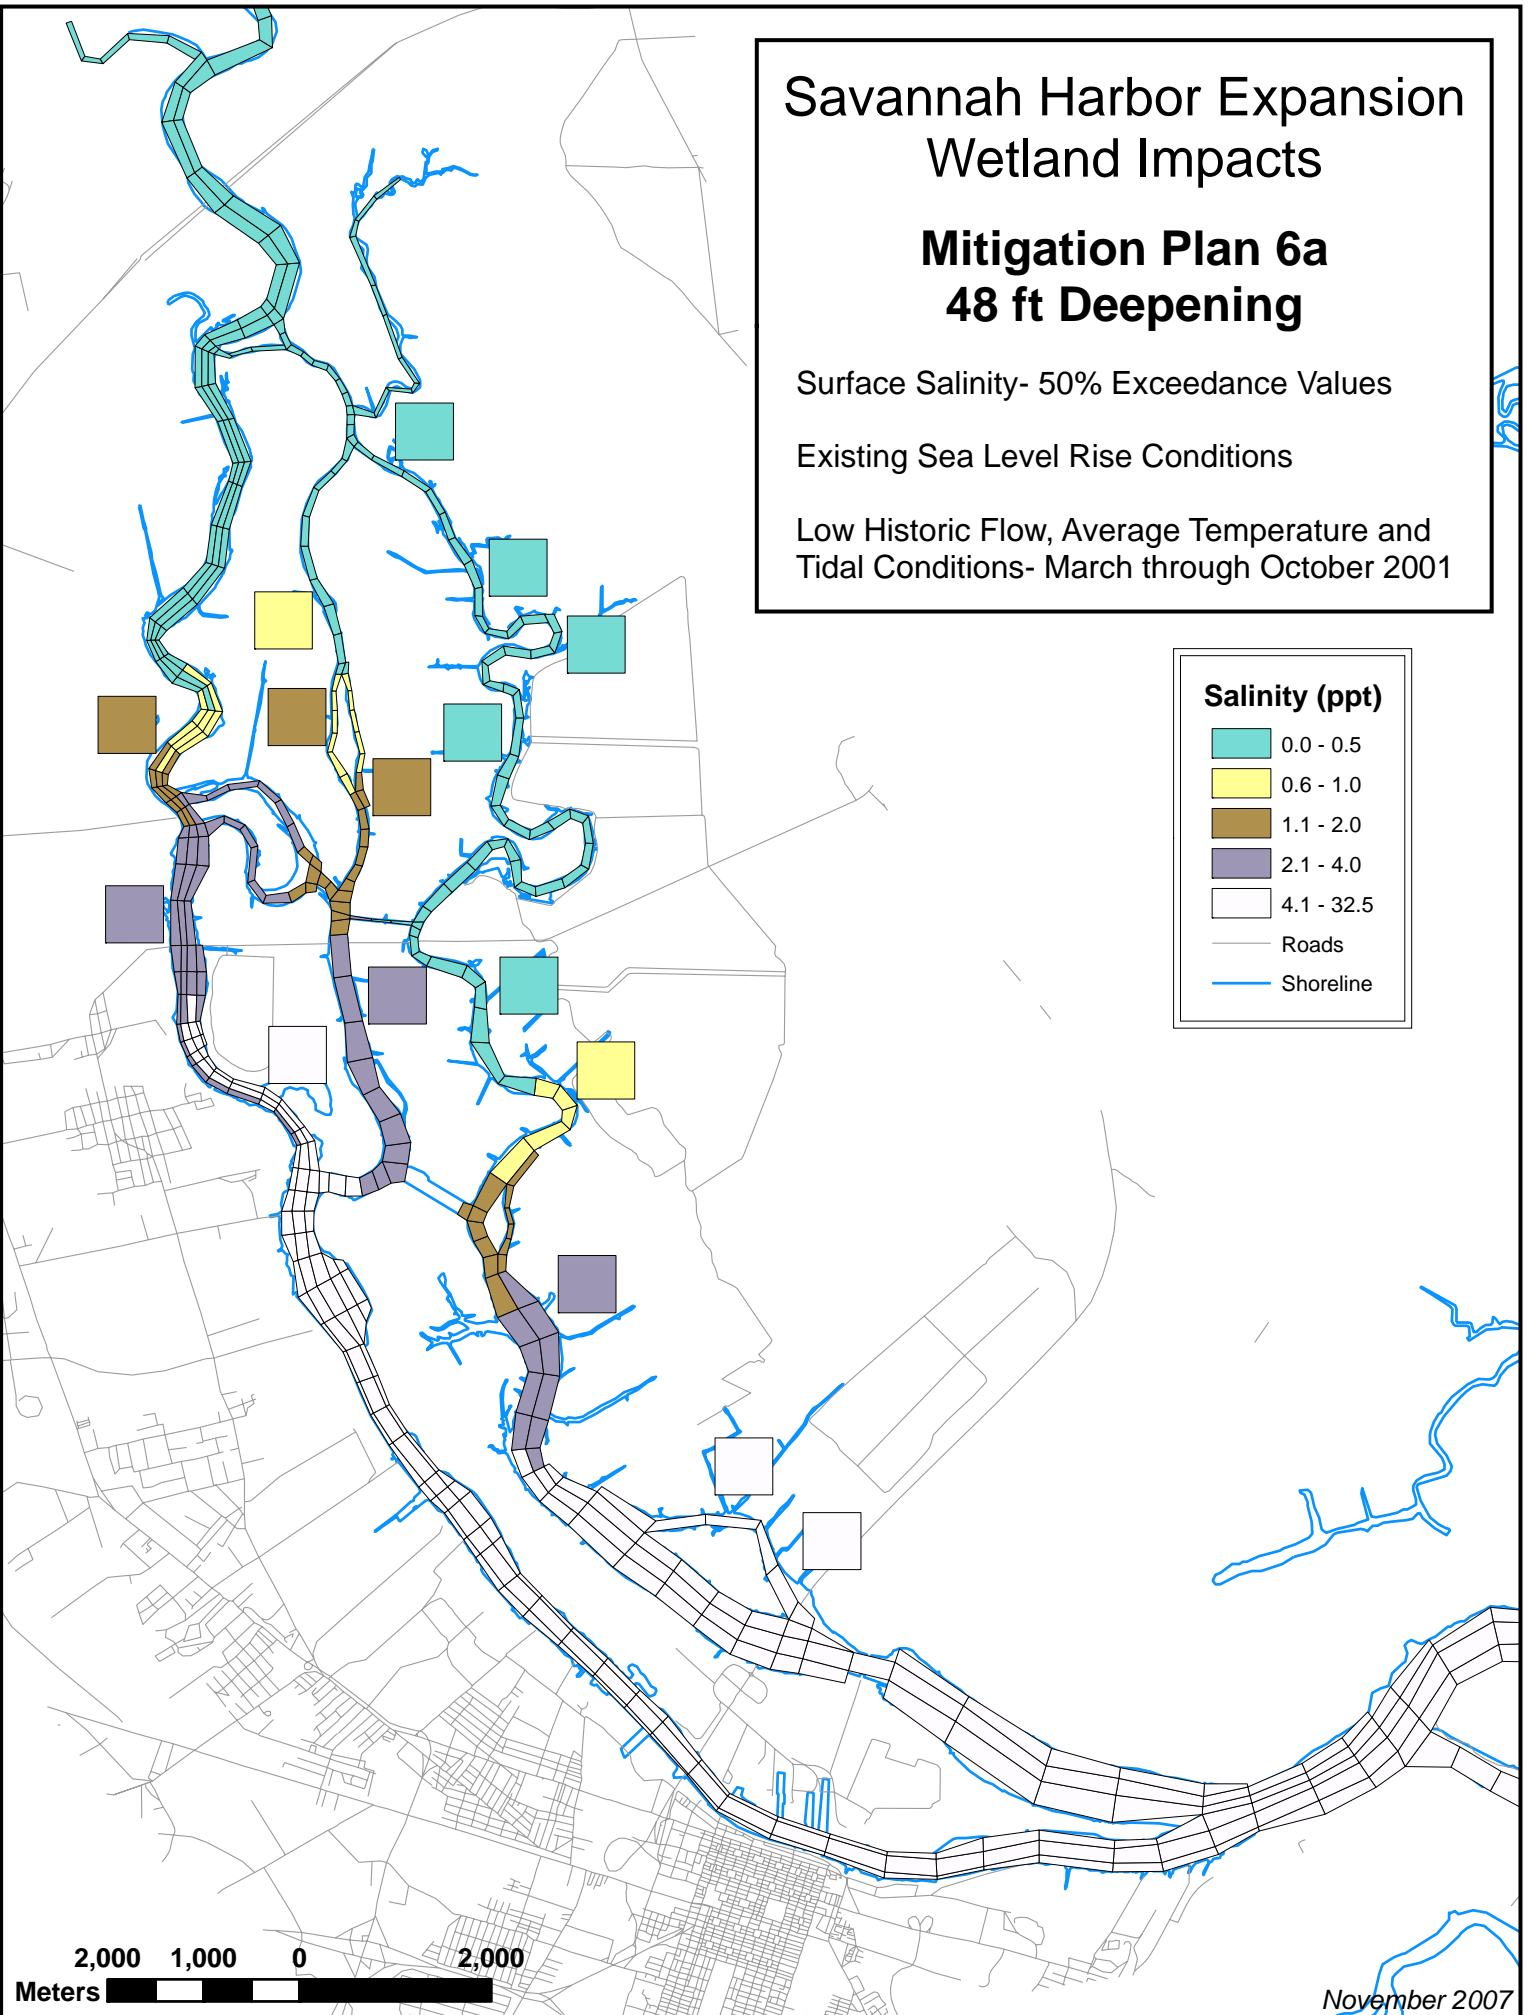 Savannah Harbor Expansion
Wetland Impacts
Mitigation Plan 6a
48 ft Deepening
Surface Salinity- 50% Exceedance Values
Existing Sea Level Rise Conditions
Low Historic Flow, Average Temperature and
Tidal Conditions- March through October 2001
Salinity (ppt)
0.0 - 0.5
0.6 - 1.0
1.1 - 2.0
2.1 - 4.0
4.1 - 32.5
Roads
Shoreline
2,000 1,000 0 2,000
Meters
November 2007